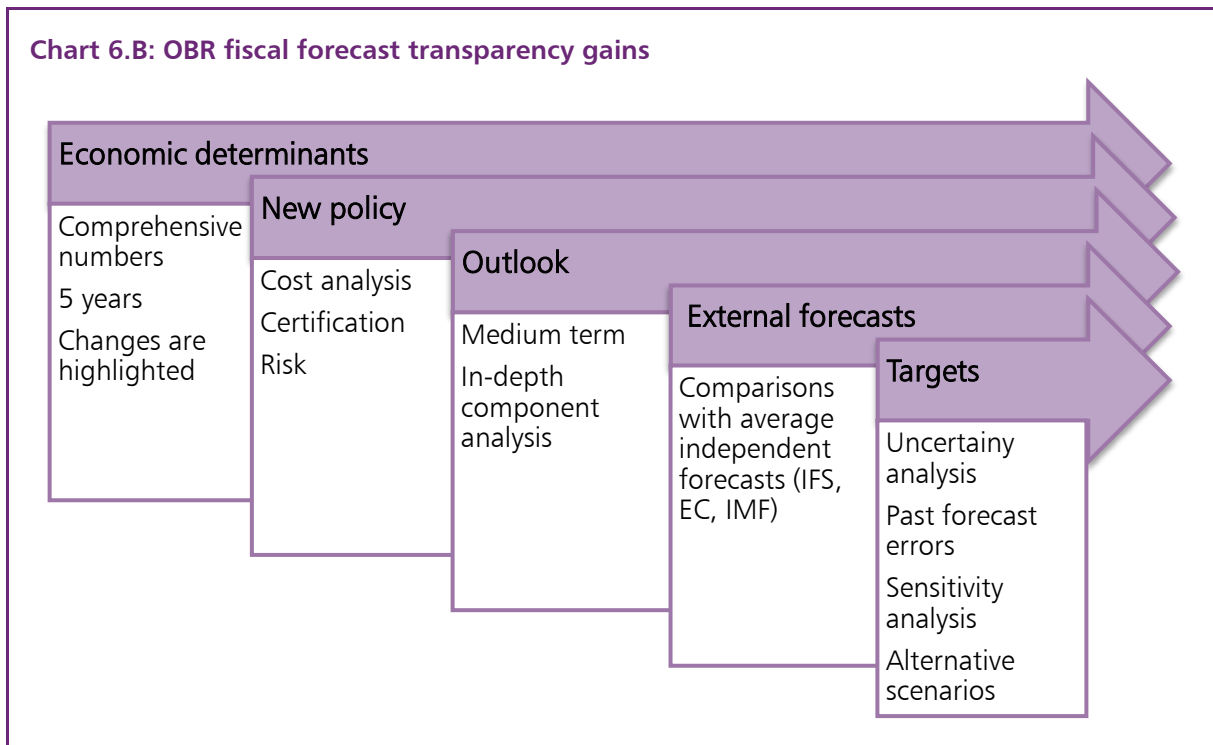 Chart 6.B: OBR fiscal forecast transparency gains
Economic determinants
Comprehensive
numbers
5 years
Changes are
highlighted
New policy
Cost analysis
Certification
Risk
Outlook
Medium term
In-depth
component
analysis
External forecasts
Comparisons
with average
independent
forecasts (IFS,
EC, IMF)
Targets
Uncertainy
analysis
Past forecast
errors
Sensitivity
analysis
Alternative
scenarios